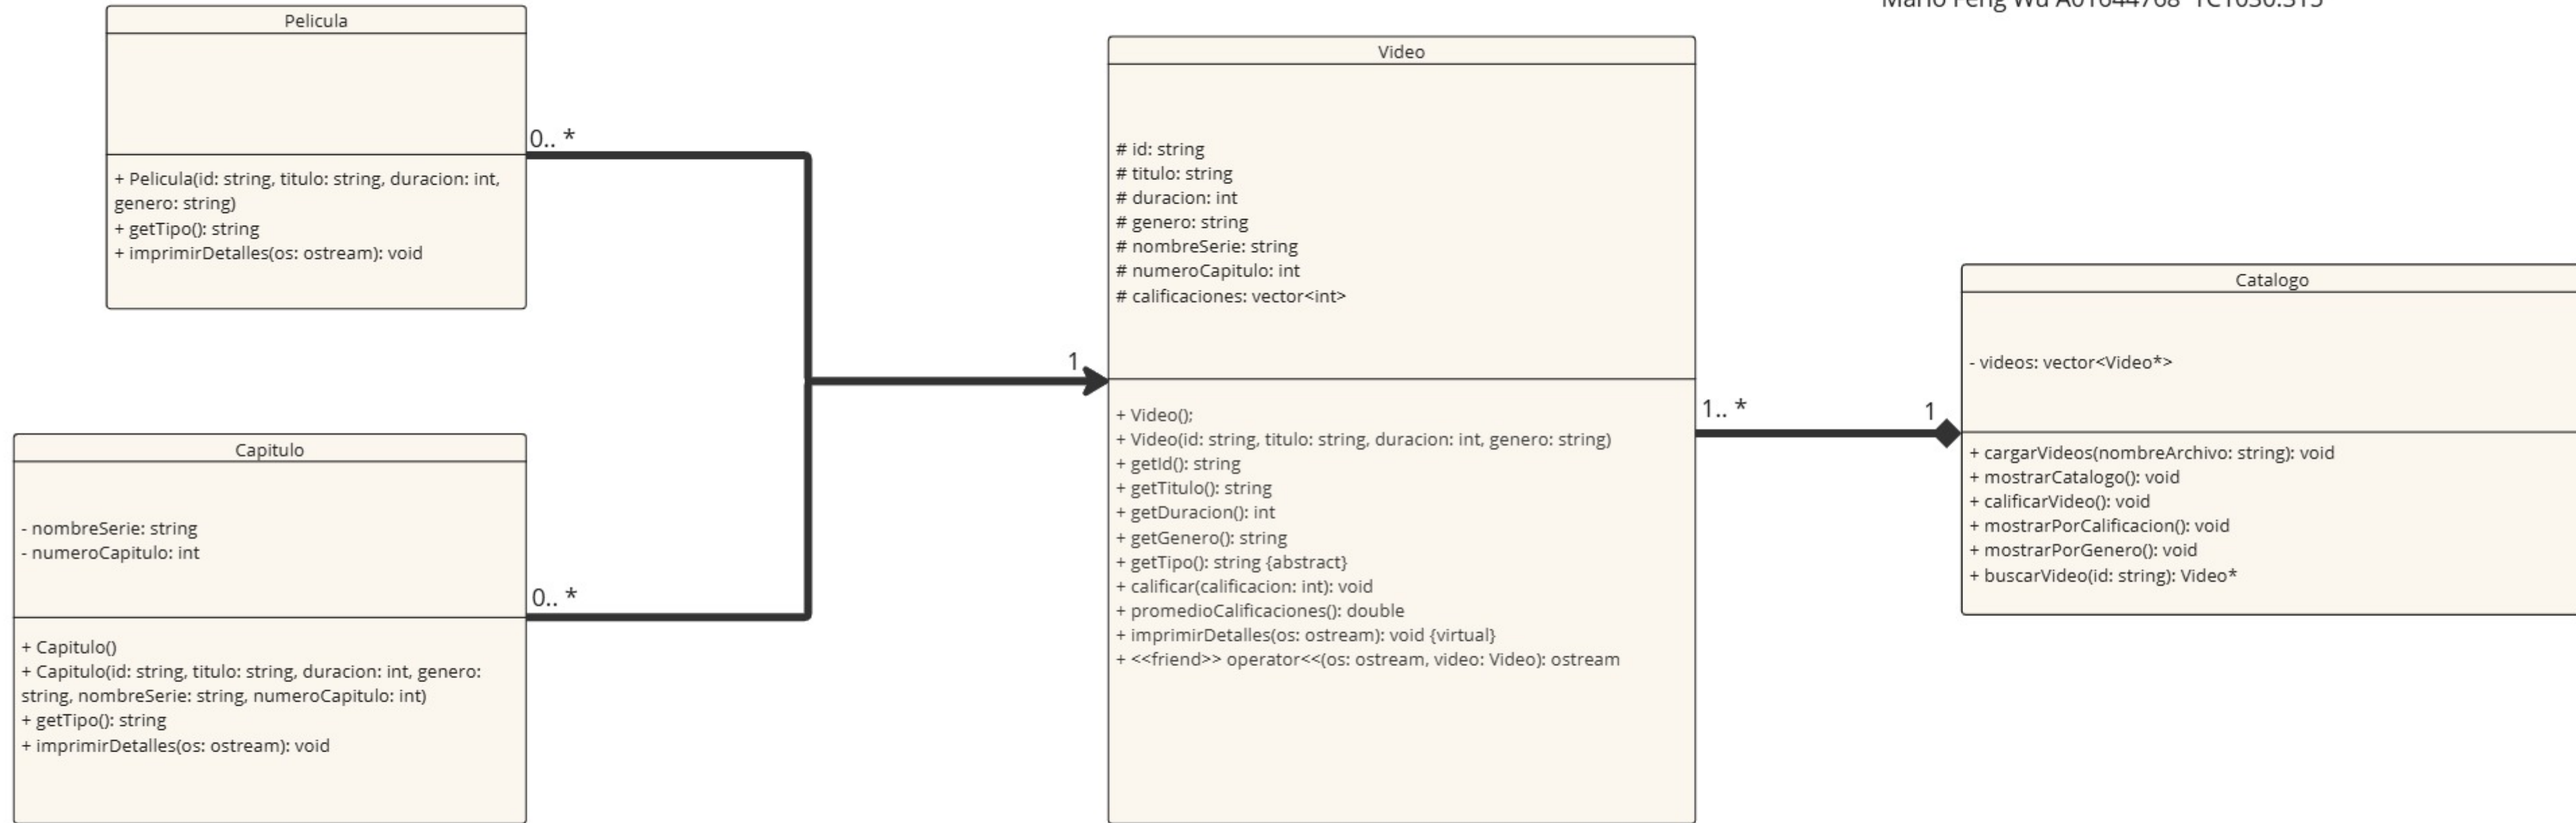 Mario Feng Wu A01644768 TC1030.315
Pelicula
+ Pelicula(id: string, titulo: string, duracion: int,
genero: string)
+ getTipo(): string
+ imprimirDetalles(os: ostream): void
0.. *
Capitulo
- nombreSerie: string
- numeroCapitulo: int
+ Capitulo()
+ Capitulo(id: string, titulo: string, duracion: int, genero:
string, nombreSerie: string, numeroCapitulo: int)
+ getTipo(): string
+ imprimirDetalles(os: ostream): void
0.. *
1
Video
# id: string
# titulo: string
# duracion: int
# genero: string
# nombreSerie: string
# numeroCapitulo: int
# calificaciones: vector<int>
+ Video();
+ Video(id: string, titulo: string, duracion: int, genero: string)
+ getId(): string
+ getTitulo(): string
+ getDuracion(): int
+ getGenero(): string
+ getTipo(): string {abstract}
+ calificar(calificacion: int): void
+ promedioCalificaciones(): double
+ imprimirDetalles(os: ostream): void {virtual}
+ <<friend>> operator<<(os: ostream, video: Video): ostream
1.. *
1
Catalogo
- videos: vector<Video*>
+ cargarVideos(nombreArchivo: string): void
+ mostrarCatalogo(): void
+ calificarVideo(): void
+ mostrarPorCalificacion(): void
+ mostrarPorGenero(): void
+ buscarVideo(id: string): Video*